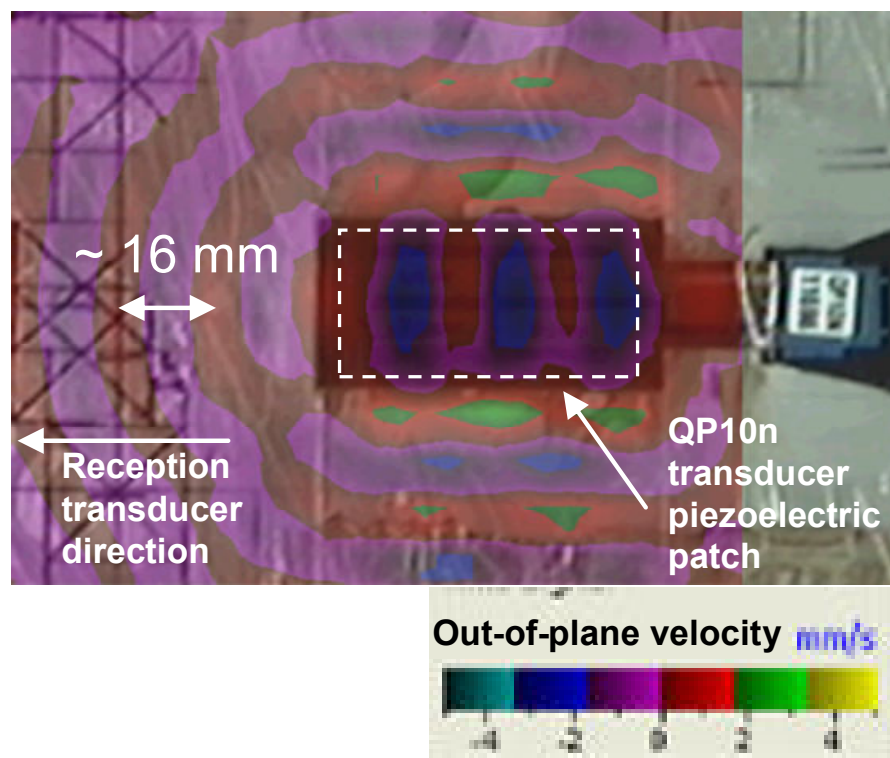 ~ 16 mm
Reception
transducer
direction
QP10n
transducer
piezoelectric
patch
Out-of-plane velocity mm/s
-4 -2 0 2 4